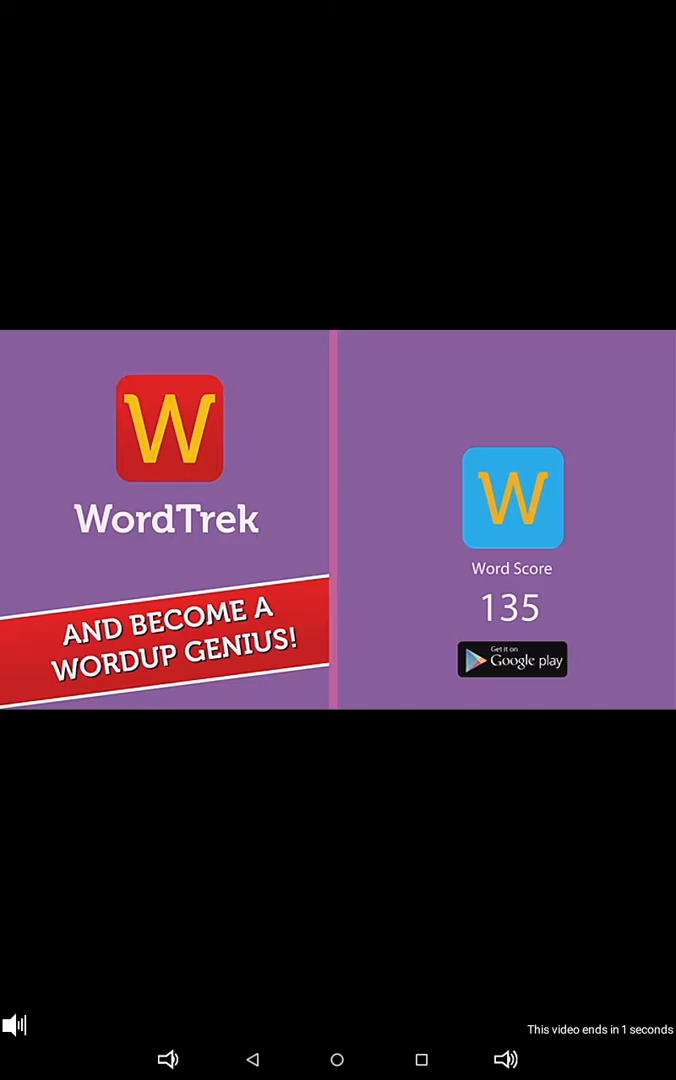 W
WordTrek
AND BECOME A
WORDUP GENIUS!
W
Word Score
135
Get it on
Google play
This video ends in 1 seconds